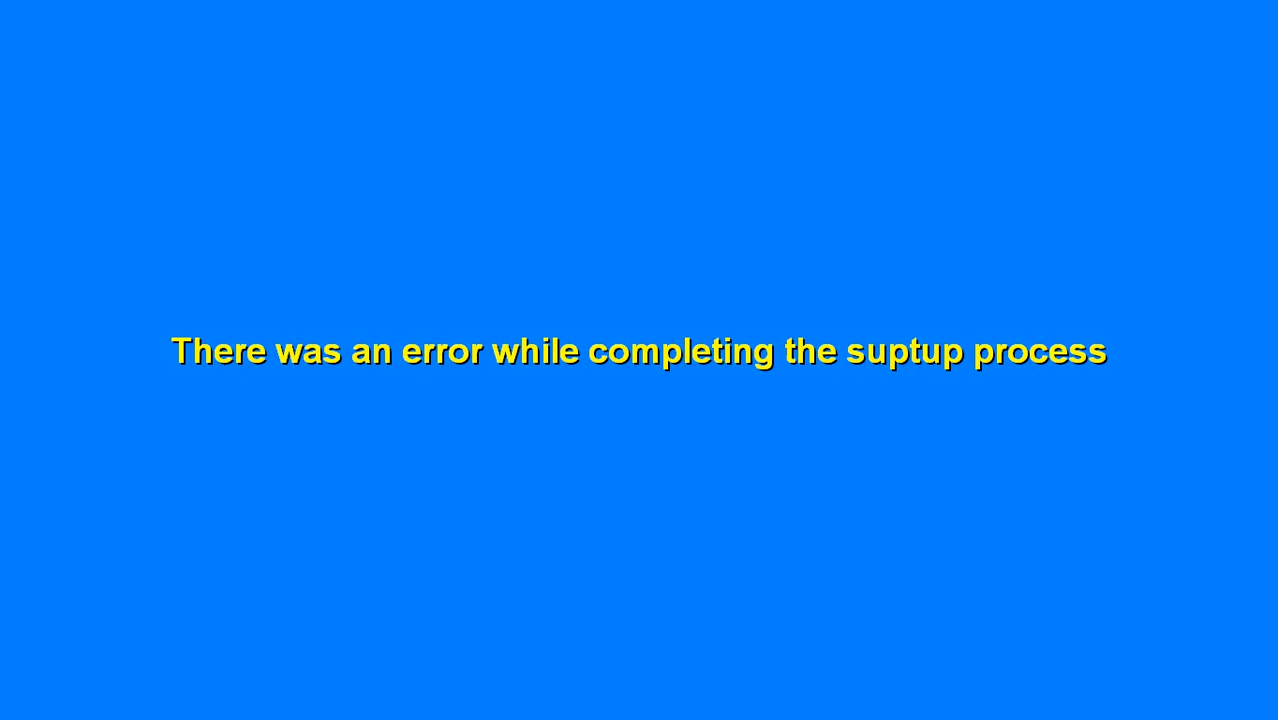 There was an error while completing the suptup process